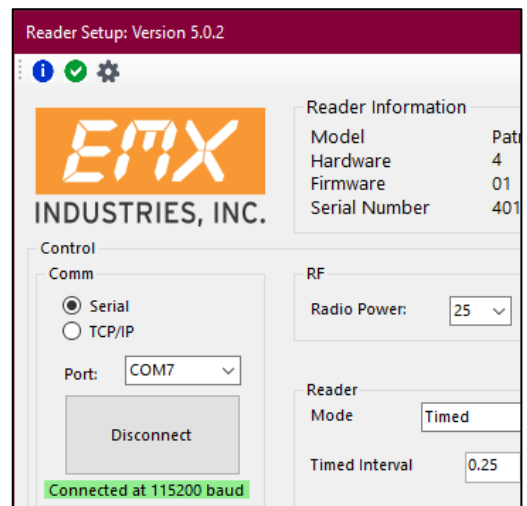 Reader Setup: Version 5.0.2
EMX
INDUSTRIES, INC.
Reader Information
Model
Hardware 4
Firmware 01
Serial Number 401
Control
Comm
Serial
TCP/IP
Port: COM7
Disconnect
Connected at 115200 baud
RF
Radio Power: 25
Reader
Mode Timed
Timed Interval 0.25